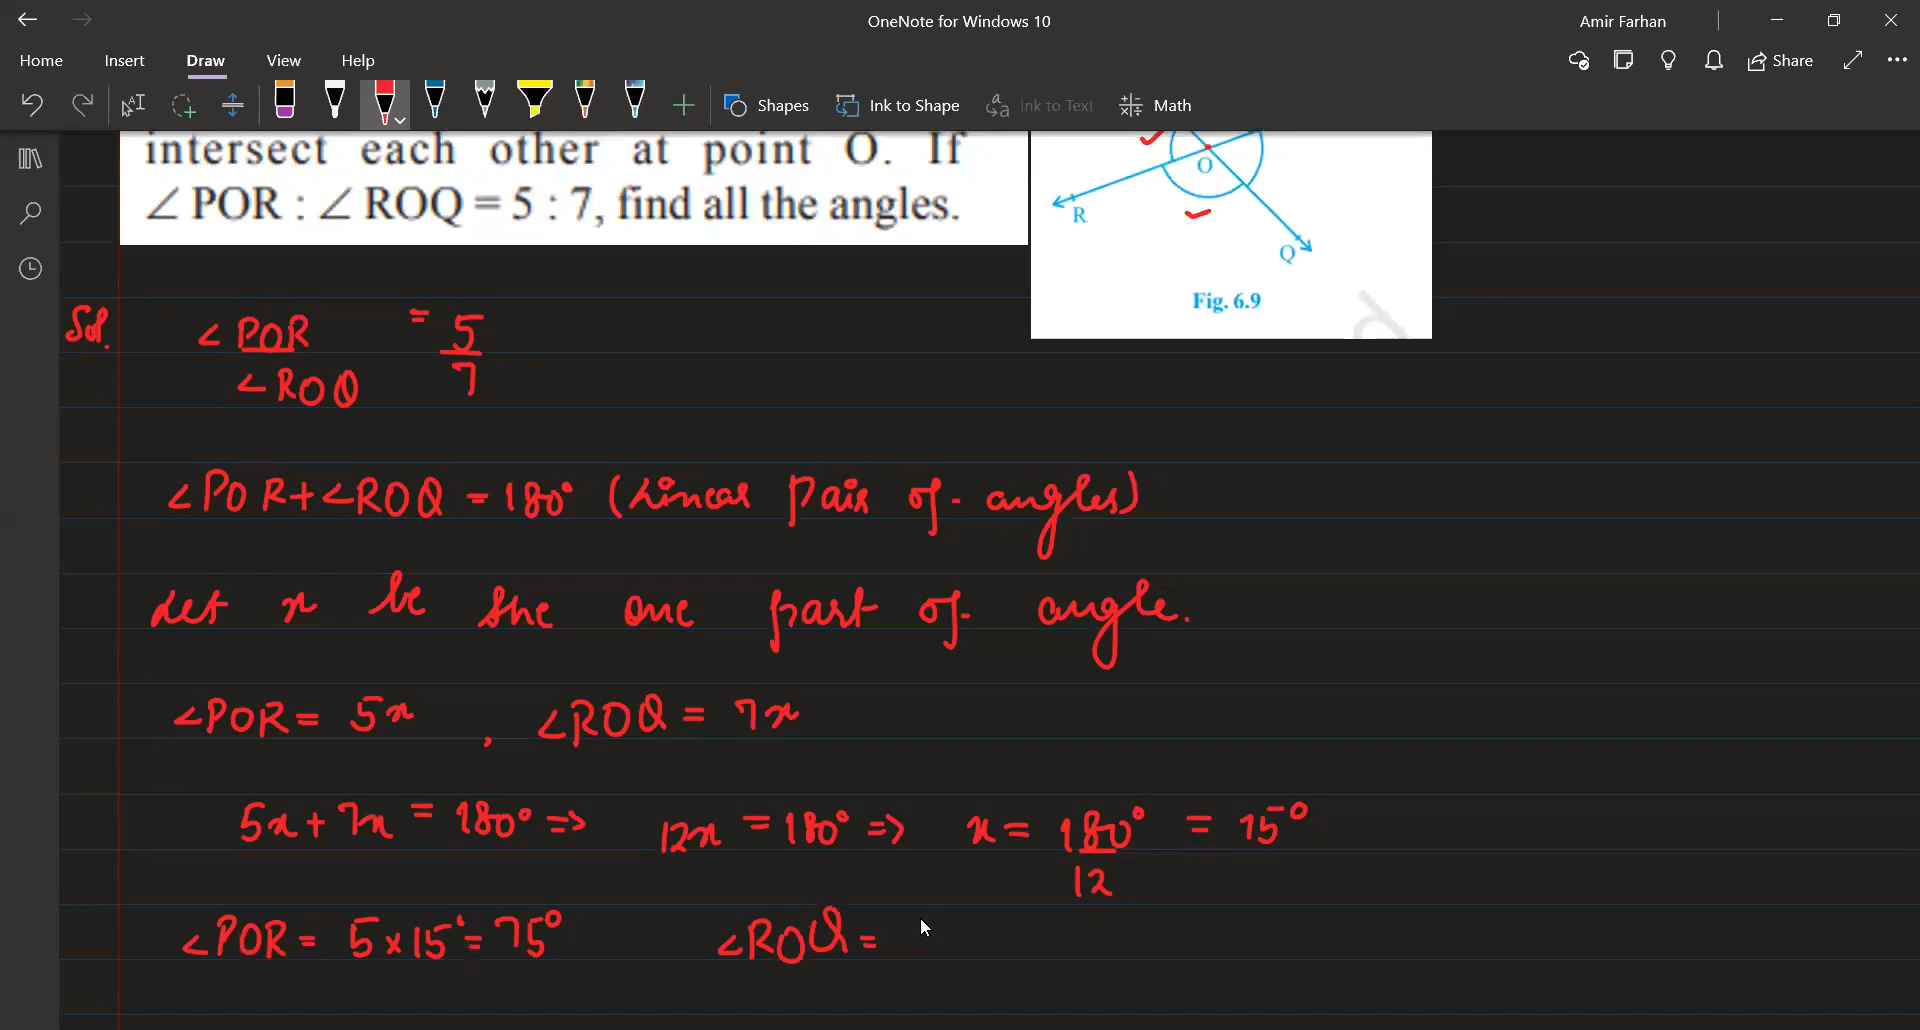 OneNote for Windows 10
Amir Farhan
Home Insert Draw View Help
Share
Shapes Ink to Shape Ink to Text Math
intersect each other at point O. If
∠ POR : ∠ ROQ = 5 : 7, find all the angles.
O
R
Q
Fig. 6.9
Sol.
∠POR = 5
∠ROQ 7
∠POR+∠ROQ = 180° (Linear Pair of angles)
Let x be the one part of angle.
∠POR = 5x , ∠ROQ = 7x
5x + 7x = 180° => 12x = 180° => x = 180° = 15°
12
∠POR = 5 x 15° = 75° ∠ROQ =